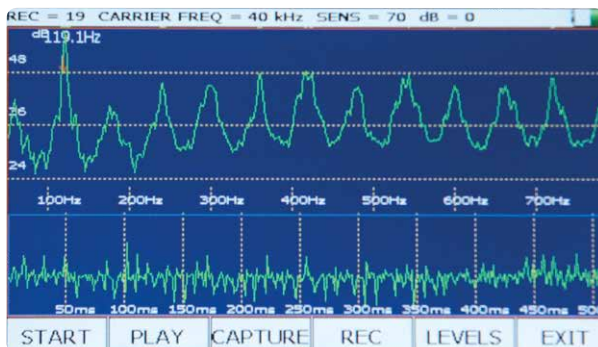 REC = 19 CARRIER FREQ = 40 kHz SENS = 70 dB = 0
dB 119.1Hz
48
36
24
100Hz 200Hz 300Hz 400Hz 500Hz 600Hz 700Hz
50ms 100ms 150ms 200ms 250ms 300ms 350ms 400ms 450ms 500
START PLAY CAPTURE REC LEVELS EXIT